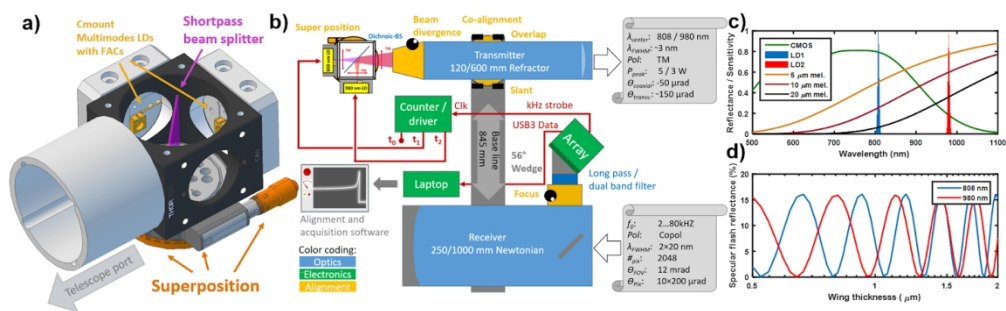 a)
Cmount
Multimodes LDs
with FACs
Shortpass
beam splitter
THOR
Telescope port
Superposition
b)
Super position
Dichroic-BS
Beam
divergence
Co-alignment
Overlap
Transmitter
120/600 mm Refractor
808 nm LD
980 nm LD
Slant
Counter /
driver
Clk
kHz strobe
USB3 Data
t0
t1
t2
Base line
845 mm
56°
Wedge
Array
Long pass /
dual band filter
Focus
Laptop
Alignment and
acquisition software
Color coding:
Optics
Electronics
Alignment
Receiver
250/1000 mm Newtonian
λcenter: 808 / 980 nm
λFWHM: ~3 nm
Pol: TM
Ppeak: 5 / 3 W
Θcoaxial: ~50 μrad
Θtransv.: ~150 μrad
fs: 2...80kHZ
Pol: Copol
λFWHM: 2×20 nm
#pix: 2048
ΘFOV: 12 mrad
ΘPix: 10×200 μrad
c)
Reflectance / Sensitivity
1
0.8
0.6
0.4
0.2
0
CMOS
LD1
LD2
5 μm mel.
10 μm mel.
20 μm mel.
500 600 700 800 900 1000 1100
Wavelength (nm)
d)
Specular flash reflectance (%)
15
10
5
0
808 nm
980 nm
0.5 1 1.5 2
Wing thicknesss ( μm)